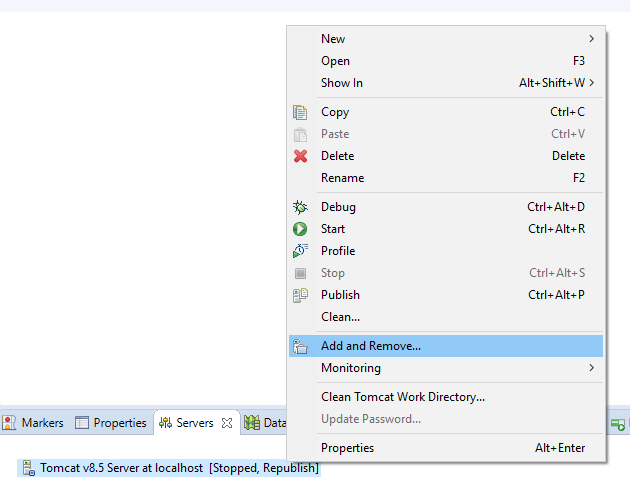 New
Open F3
Show In Alt+Shift+W
Copy Ctrl+C
Paste Ctrl+V
Delete Delete
Rename F2
Debug Ctrl+Alt+D
Start Ctrl+Alt+R
Profile
Stop Ctrl+Alt+S
Publish Ctrl+Alt+P
Clean...
Add and Remove...
Monitoring
Clean Tomcat Work Directory...
Update Password...
Properties Alt+Enter
Markers Properties Servers Data
Tomcat v8.5 Server at localhost [Stopped, Republish]